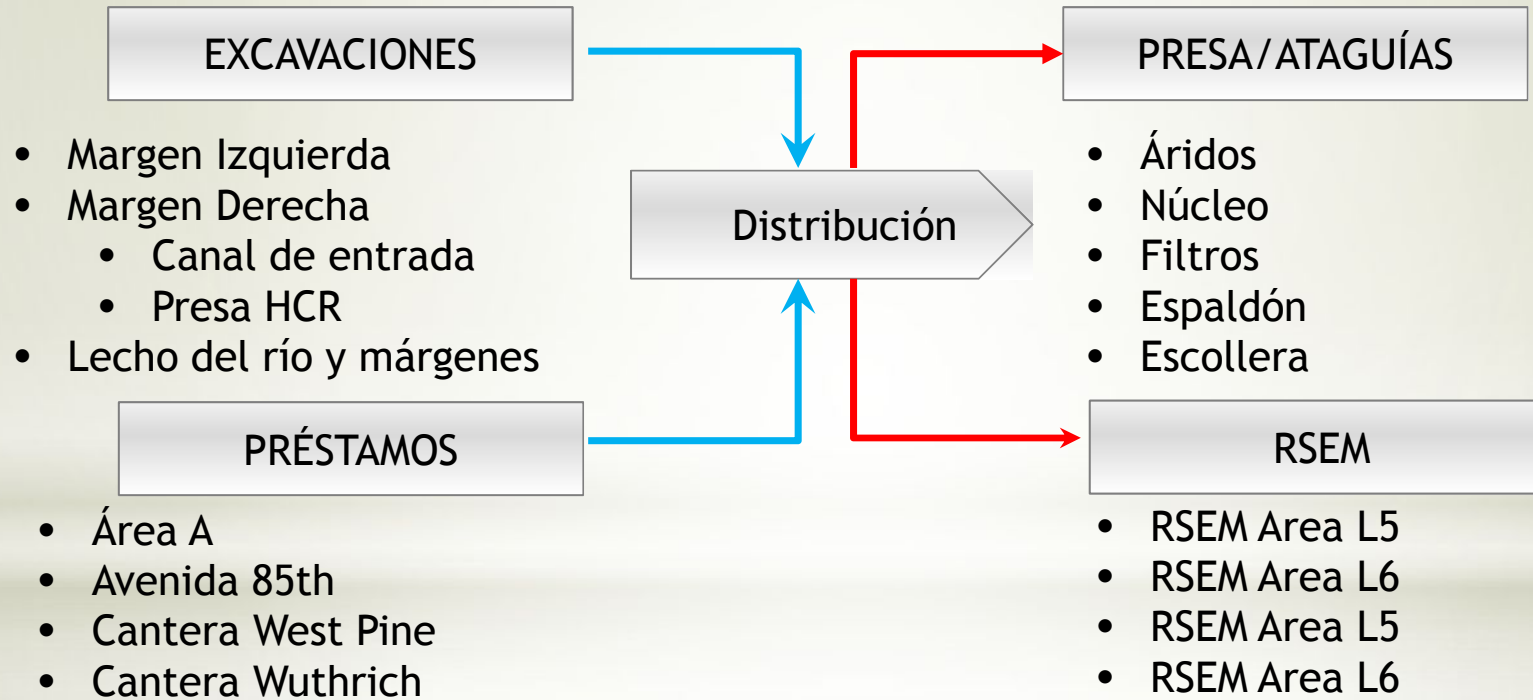 EXCAVACIONES
• Margen Izquierda
• Margen Derecha
• Canal de entrada
• Presa HCR
• Lecho del río y márgenes
PRÉSTAMOS
• Área A
• Avenida 85th
• Cantera West Pine
• Cantera Wuthrich
Distribución
PRESA/ATAGUÍAS
• Áridos
• Núcleo
• Filtros
• Espaldón
• Escollera
RSEM
• RSEM Area L5
• RSEM Area L6
• RSEM Area L5
• RSEM Area L6